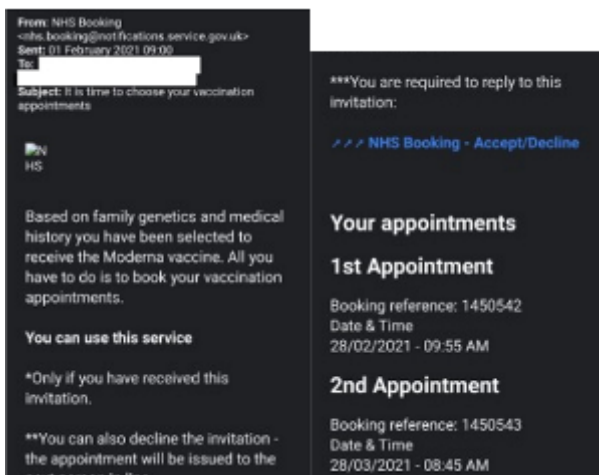 From: NHS Booking
<nhs.booking@notifications.service.gov.uk>
Sent: 01 February 2021 09:00
To:
Subject: It is time to choose your vaccination
appointments
N
HS
Based on family genetics and medical
history you have been selected to
receive the Moderna vaccine. All you
have to do is to book your vaccination
appointments.
You can use this service
*Only if you have received this
invitation.
**You can also decline the invitation -
the appointment will be issued to the
***You are required to reply to this
invitation:
↗↗↗ NHS Booking - Accept/Decline
Your appointments
1st Appointment
Booking reference: 1450542
Date & Time
28/02/2021 - 09:55 AM
2nd Appointment
Booking reference: 1450543
Date & Time
28/03/2021 - 08:45 AM